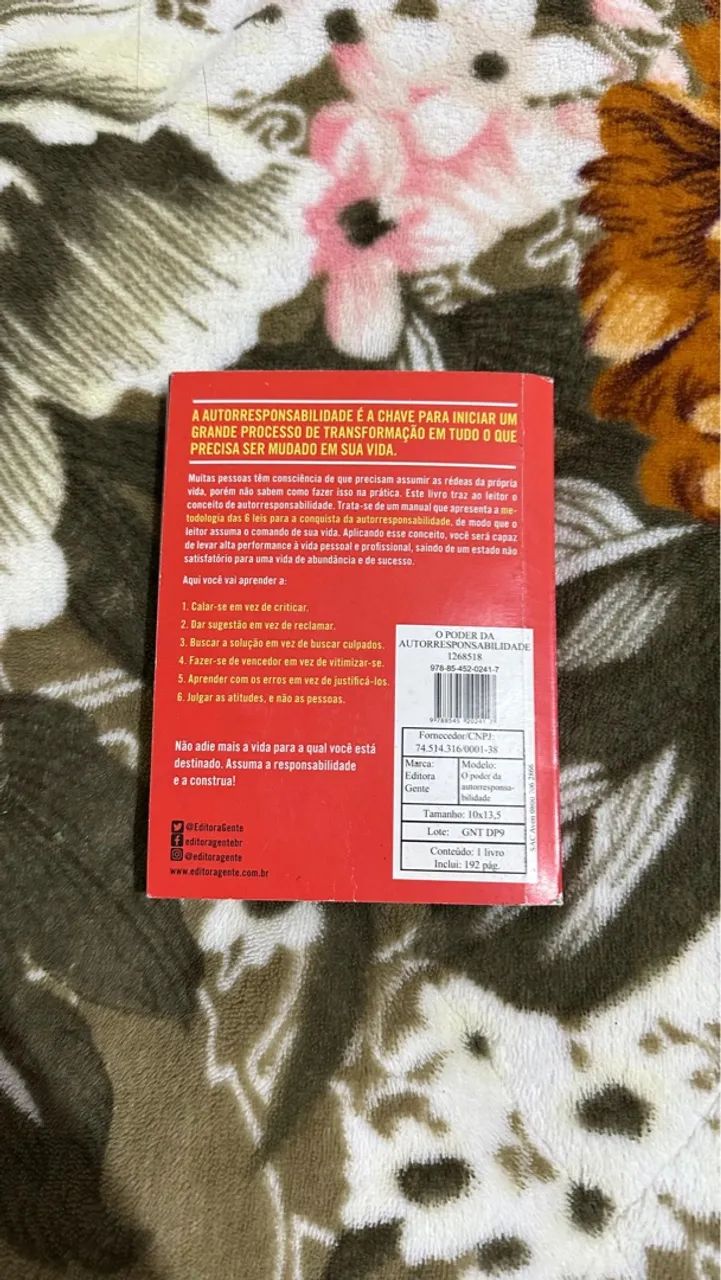 A AUTORRESPONSABILIDADE É A CHAVE PARA INICIAR UM
GRANDE PROCESSO DE TRANSFORMAÇÃO EM TUDO O QUE
PRECISA SER MUDADO EM SUA VIDA.
Muitas pessoas têm consciência de que precisam assumir as rédeas da própria
vida, porém não sabem como fazer isso na prática. Este livro traz ao leitor o
conceito de autorresponsabilidade. Trata-se de um manual que apresenta a me-
todologia das 6 leis para a conquista da autorresponsabilidade, de modo que o
leitor assuma o comando de sua vida. Aplicando esse conceito, você será capaz
de levar alta performance à vida pessoal e profissional, saindo de um estado não
satisfatório para uma vida de abundância e de sucesso.
Aqui você vai aprender a:
1. Calar-se em vez de criticar.
2. Dar sugestão em vez de reclamar.
3. Buscar a solução em vez de buscar culpados.
4. Fazer-se de vencedor em vez de vitimizar-se.
5. Aprender com os erros em vez de justificá-los.
6. Julgar as atitudes, e não as pessoas.
Não adie mais a vida para a qual você está
destinado. Assuma a responsabilidade
e a construa!
@EditoraGente
editoragentebr
@editoragente
www.editoragente.com.br
O PODER DA
AUTORRESPONSABILIDADE
1268518
978-85-452-0241-7
9 788545 202417
Fornecedor/CNPJ:
74.514.316/0001-38
Marca:
Editora
Gente
Modelo:
O poder da
autorresponsa-
bilidade
Tamanho: 10x13,5
Lote: GNT DP9
Conteúdo: 1 livro
Inclui: 192 pág.
SAC Avon 0800 706 2866